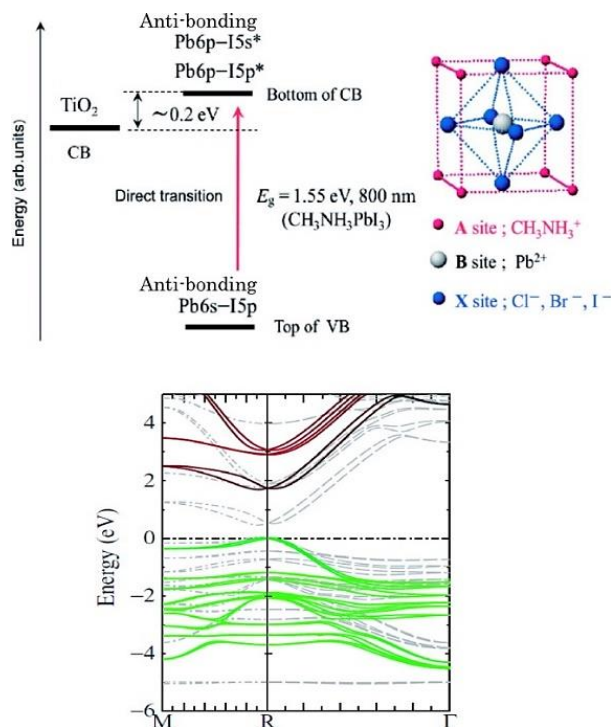 Anti-bonding
Pb6p–I5s*
Pb6p–I5p*
TiO₂
CB
~0.2 eV
Bottom of CB
Energy (arb.units)
Direct transition
E₉ = 1.55 eV, 800 nm
(CH₃NH₃PbI₃)
Anti-bonding
Pb6s–I5p
Top of VB
A site ; CH₃NH₃⁺
B site ; Pb²⁺
X site ; Cl⁻, Br⁻, I⁻
Energy (eV)
4
2
0
−2
−4
−6
M
R
Γ